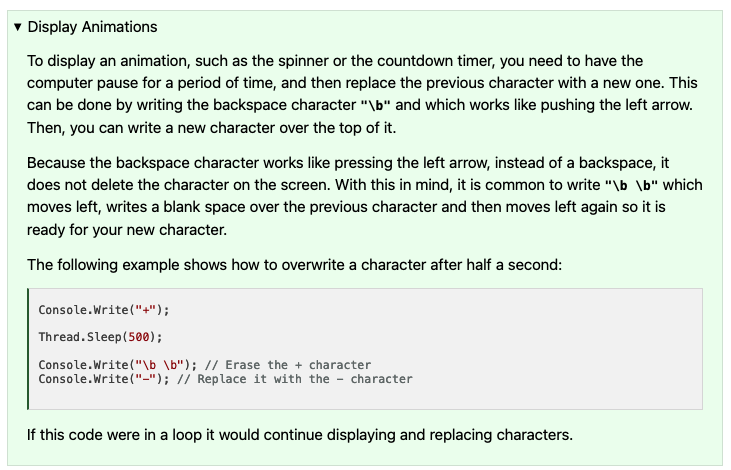 ▼ Display Animations
To display an animation, such as the spinner or the countdown timer, you need to have the
computer pause for a period of time, and then replace the previous character with a new one. This
can be done by writing the backspace character "\b" and which works like pushing the left arrow.
Then, you can write a new character over the top of it.
Because the backspace character works like pressing the left arrow, instead of a backspace, it
does not delete the character on the screen. With this in mind, it is common to write "\b \b" which
moves left, writes a blank space over the previous character and then moves left again so it is
ready for your new character.
The following example shows how to overwrite a character after half a second:
Console.Write("+");
Thread.Sleep(500);
Console.Write("\b \b"); // Erase the + character
Console.Write("-"); // Replace it with the - character
If this code were in a loop it would continue displaying and replacing characters.